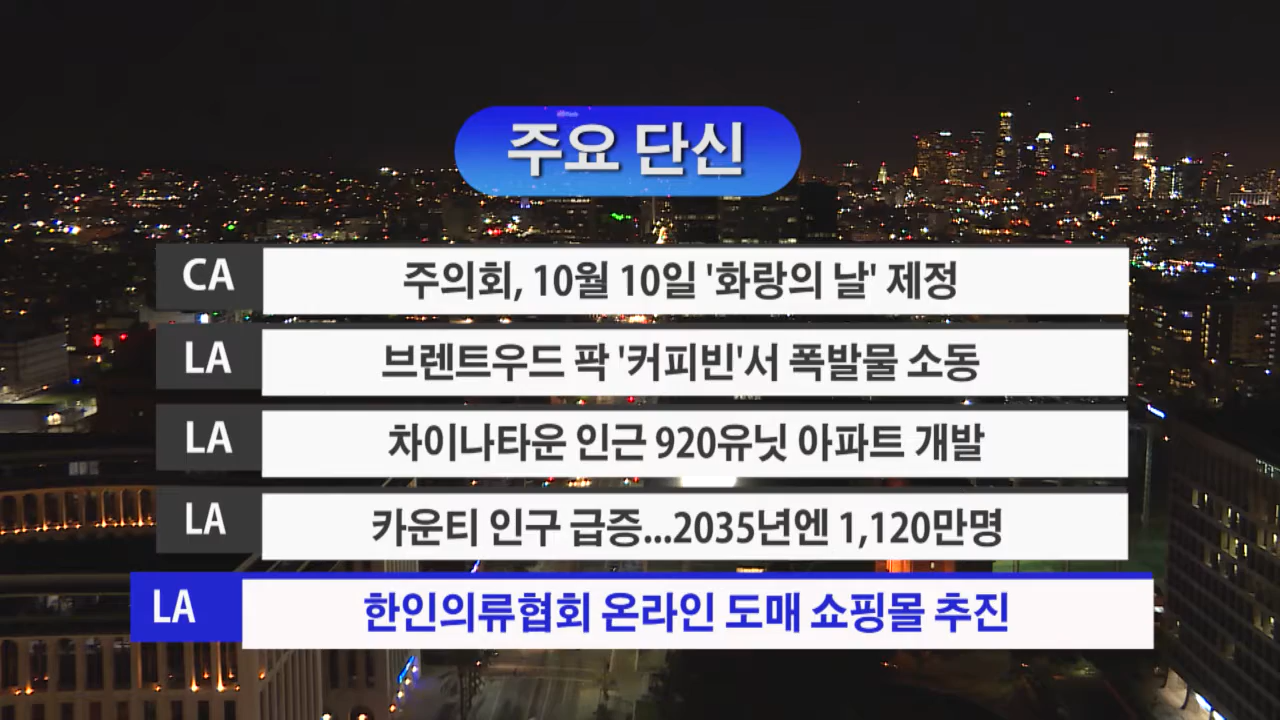 주요 단신
CA 주의회, 10월 10일 '화랑의 날' 제정
LA 브렌트우드 팍 '커피빈'서 폭발물 소동
LA 차이나타운 인근 920유닛 아파트 개발
LA 카운티 인구 급증...2035년엔 1,120만명
LA 한인의류협회 온라인 도매 쇼핑몰 추진